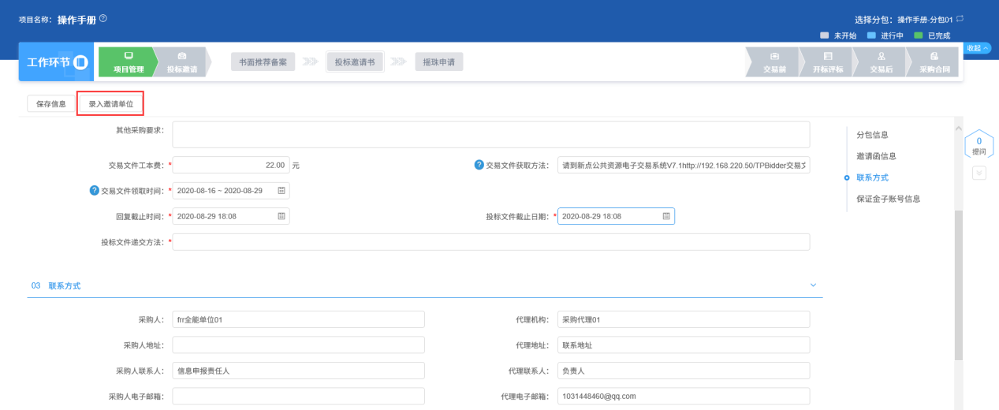 项目名称: 操作手册 ?
选择分包: 操作手册-分包01
未开始 进行中 已完成
收起
工作环节 项目管理 投标邀请 书面推荐备案 投标邀请书 摇珠申请 交易前 开标评标 交易后 采购合同
保存信息 录入邀请单位
其他采购要求:
交易文件工本费: * 22.00 元 ? 交易文件获取方法: 请到新点公共资源电子交易系统V7.1http://192.168.220.50/TPBidder交易文
? 交易文件领取时间: * 2020-08-16 ~ 2020-08-29
回复截止时间: * 2020-08-29 18:08 投标文件截止日期: * 2020-08-29 18:08
投标文件递交方法: *
03 联系方式
采购人: frr全能单位01 代理机构: 采购代理01
采购人地址: 代理地址: 联系地址
采购人联系人: 信息申报责任人 代理联系人: 负责人
采购人电子邮箱: 代理电子邮箱: 1031448460@qq.com
分包信息
邀请函信息
联系方式
保证金子账号信息
0
提问